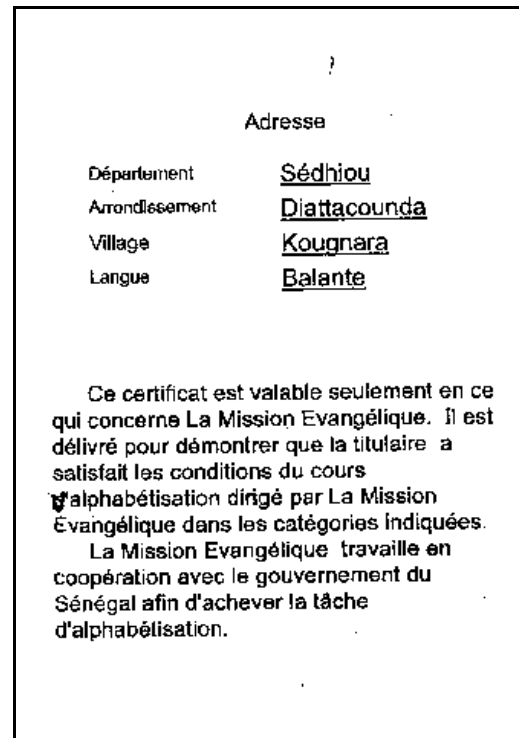 Adresse
Département Sédhiou
Arrondissement Diattacounda
Village Kougnara
Langue Balante
Ce certificat est valable seulement en ce
qui concerne La Mission Evangélique. Il est
délivré pour démontrer que la titulaire a
satisfait les conditions du cours
d'alphabétisation dirigé par La Mission
Evangélique dans les catégories indiquées.
La Mission Evangélique travaille en
coopération avec le gouvernement du
Sénégal afin d'achever la tâche
d'alphabétisation.